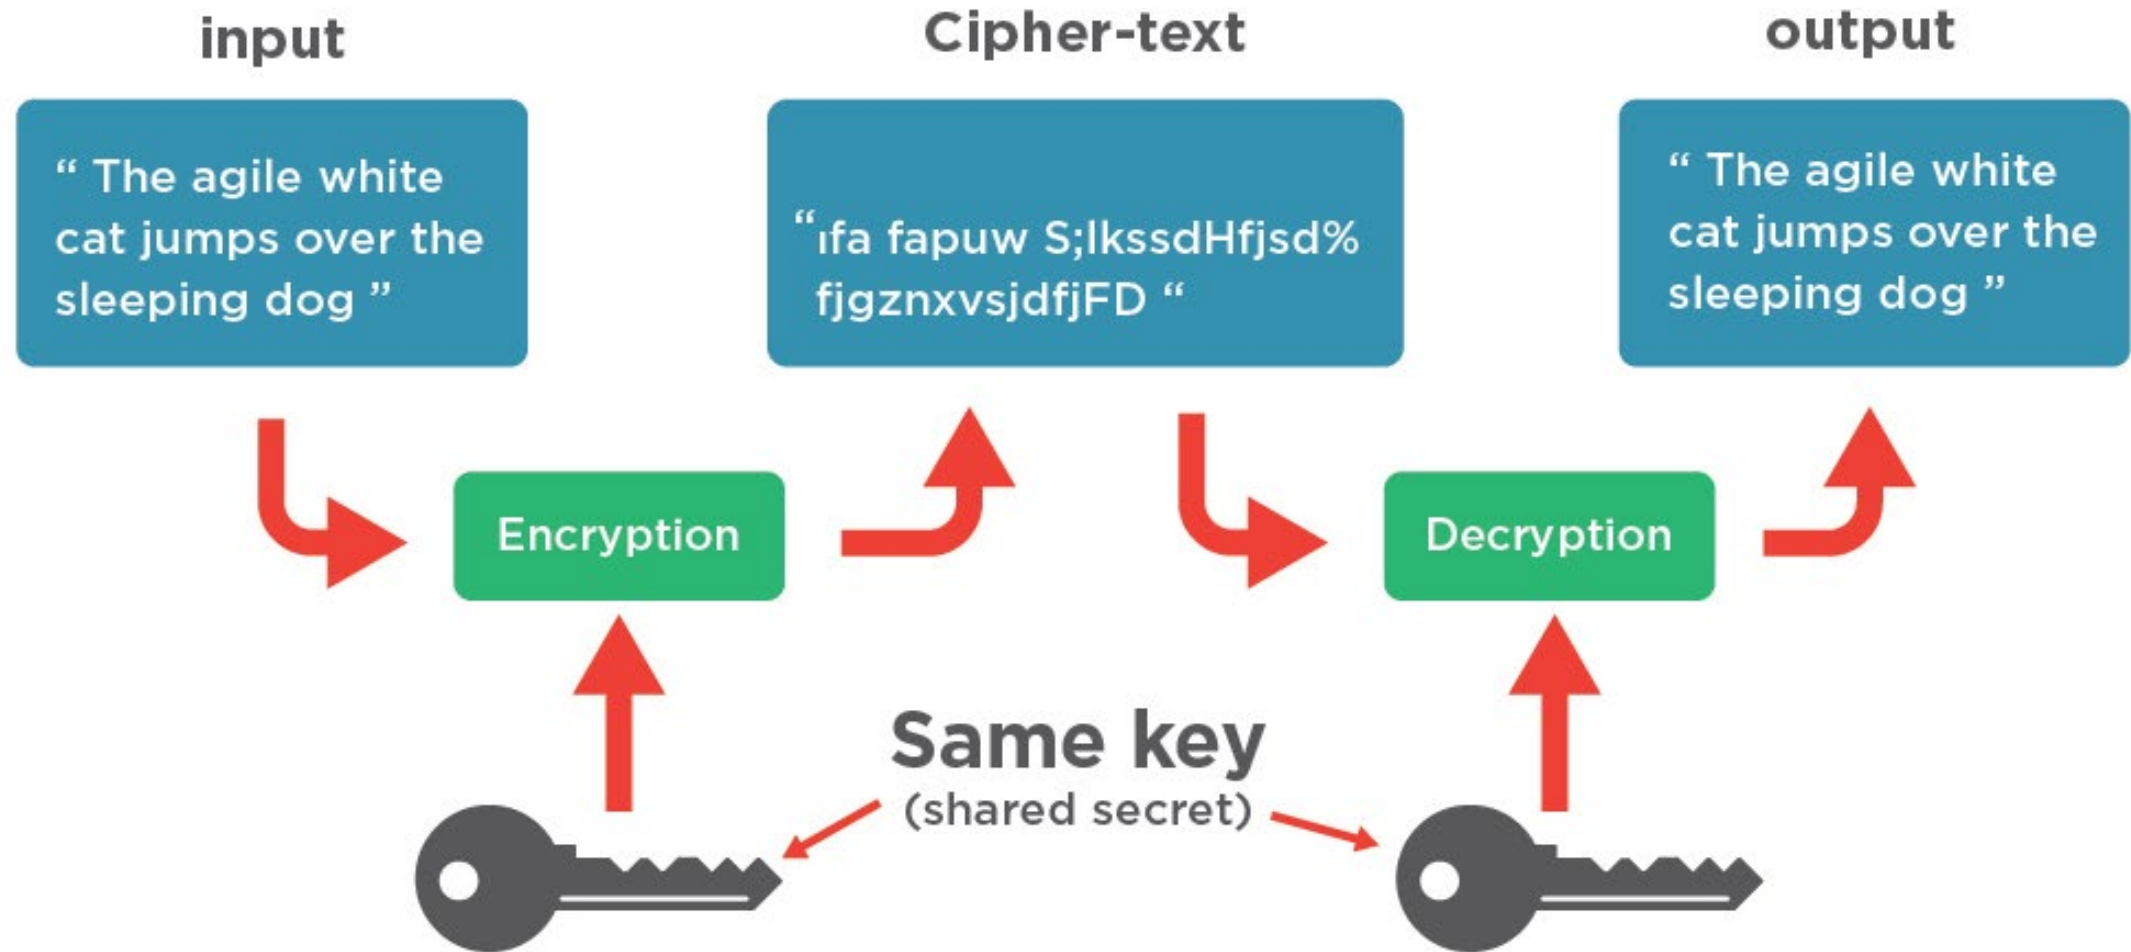 input
“ The agile white
cat jumps over the
sleeping dog ”
Cipher-text
“ıfa fapuw S;lkssdHfjsd%
fjgznxvsjdfjFD “
output
“ The agile white
cat jumps over the
sleeping dog ”
Encryption
Decryption
Same key
(shared secret)